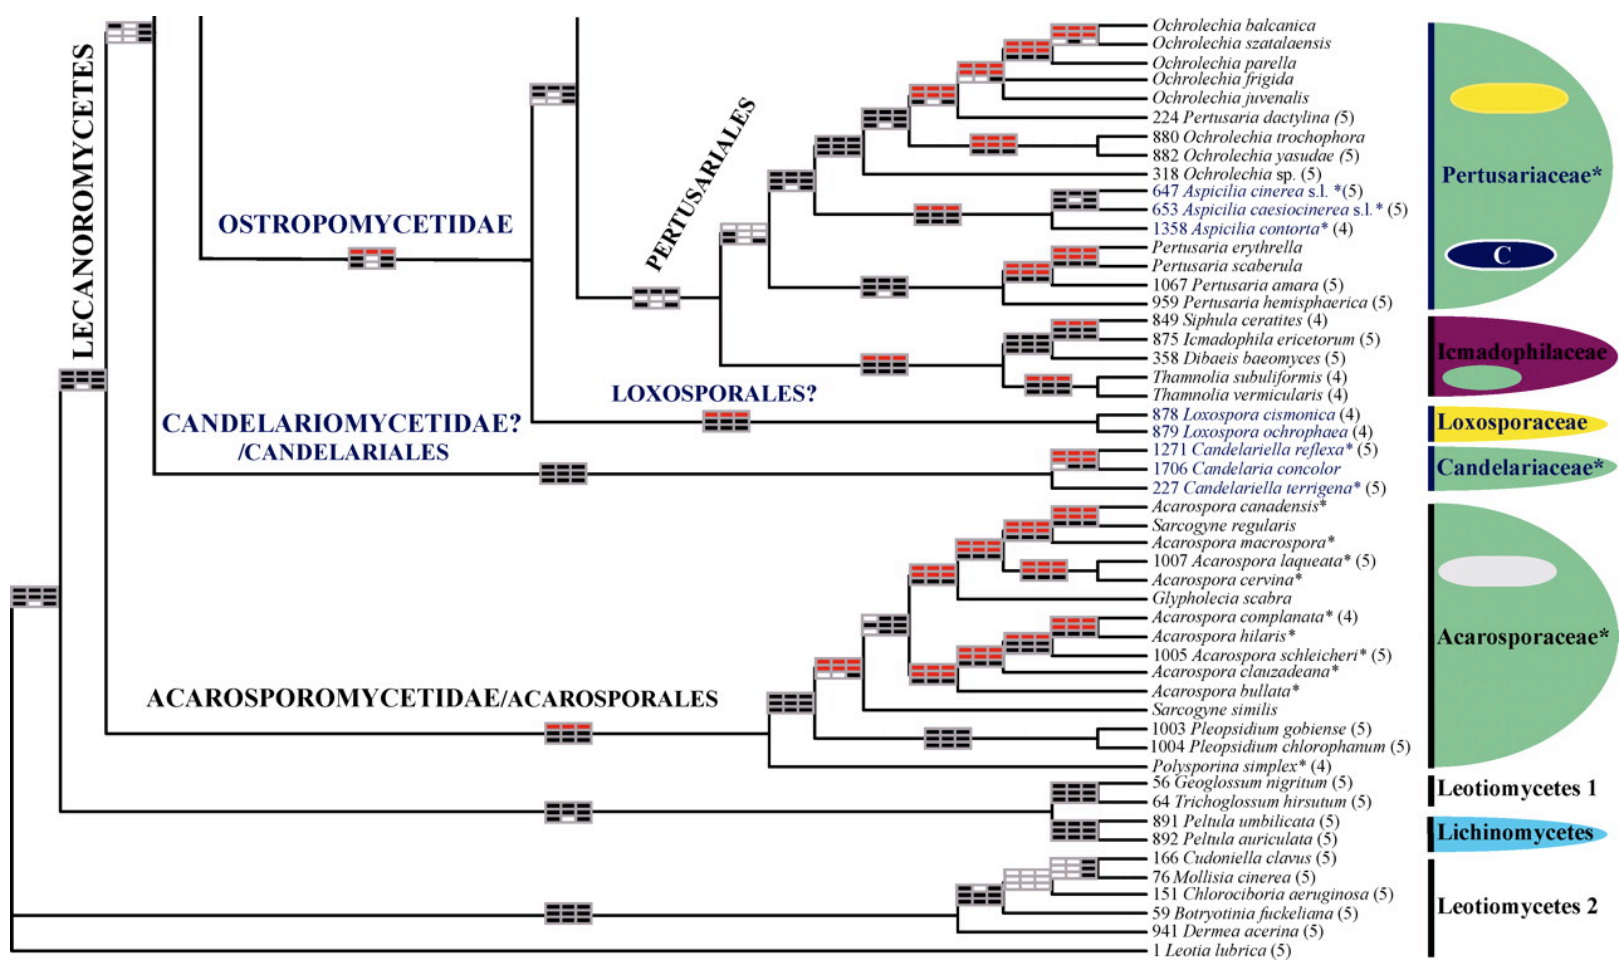 LECANOROMYCETES
OSTROPOMYCETIDAE
PERTUSARIALES
LOXOSPORALES?
CANDELARIOMYCETIDAE?
/CANDELARIALES
ACAROSPOROMYCETIDAE/ACAROSPORALES
Ochrolechia balcanica
Ochrolechia szatalaensis
Ochrolechia parella
Ochrolechia frigida
Ochrolechia juvenalis
224 Pertusaria dactylina (5)
880 Ochrolechia trochophora
882 Ochrolechia yasudae (5)
318 Ochrolechia sp. (5)
647 Aspicilia cinerea s.l. *(5)
653 Aspicilia caesiocinerea s.l. * (5)
1358 Aspicilia contorta* (4)
Pertusaria erythrella
Pertusaria scaberula
1067 Pertusaria amara (5)
959 Pertusaria hemisphaerica (5)
849 Siphula ceratites (4)
875 Icmadophila ericetorum (5)
358 Dibaeis baeomyces (5)
Thamnolia subuliformis (4)
Thamnolia vermicularis (4)
878 Loxospora cismonica (4)
879 Loxospora ochrophaea (4)
1271 Candelariella reflexa* (5)
1706 Candelaria concolor
227 Candelariella terrigena* (5)
Acarospora canadensis*
Sarcogyne regularis
Acarospora macrospora*
1007 Acarospora laqueata* (5)
Acarospora cervina*
Glypholecia scabra
Acarospora complanata* (4)
Acarospora hilaris*
1005 Acarospora schleicheri* (5)
Acarospora clauzadeana*
Acarospora bullata*
Sarcogyne similis
1003 Pleopsidium gobiense (5)
1004 Pleopsidium chlorophanum (5)
Polysporina simplex* (4)
56 Geoglossum nigritum (5)
64 Trichoglossum hirsutum (5)
891 Peltula umbilicata (5)
892 Peltula auriculata (5)
166 Cudoniella clavus (5)
76 Mollisia cinerea (5)
151 Chlorociboria aeruginosa (5)
59 Botryotinia fuckeliana (5)
941 Dermea acerina (5)
1 Leotia lubrica (5)
Pertusariaceae*
C
Icmadophilaceae
Loxosporaceae
Candelariaceae*
Acarosporaceae*
Leotiomycetes 1
Lichinomycetes
Leotiomycetes 2